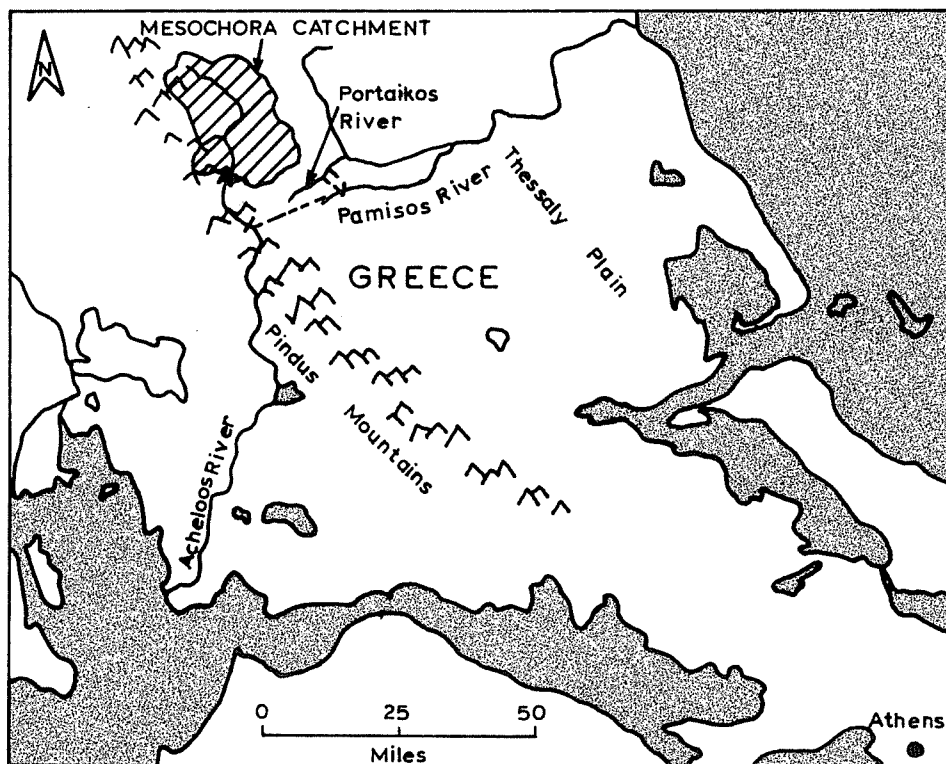 MESOCHORA CATCHMENT
N
Portaikos
River
Thessaly
Plain
Pamisos River
GREECE
Pindus
Mountains
Acheloos River
0 25 50
Miles
Athens